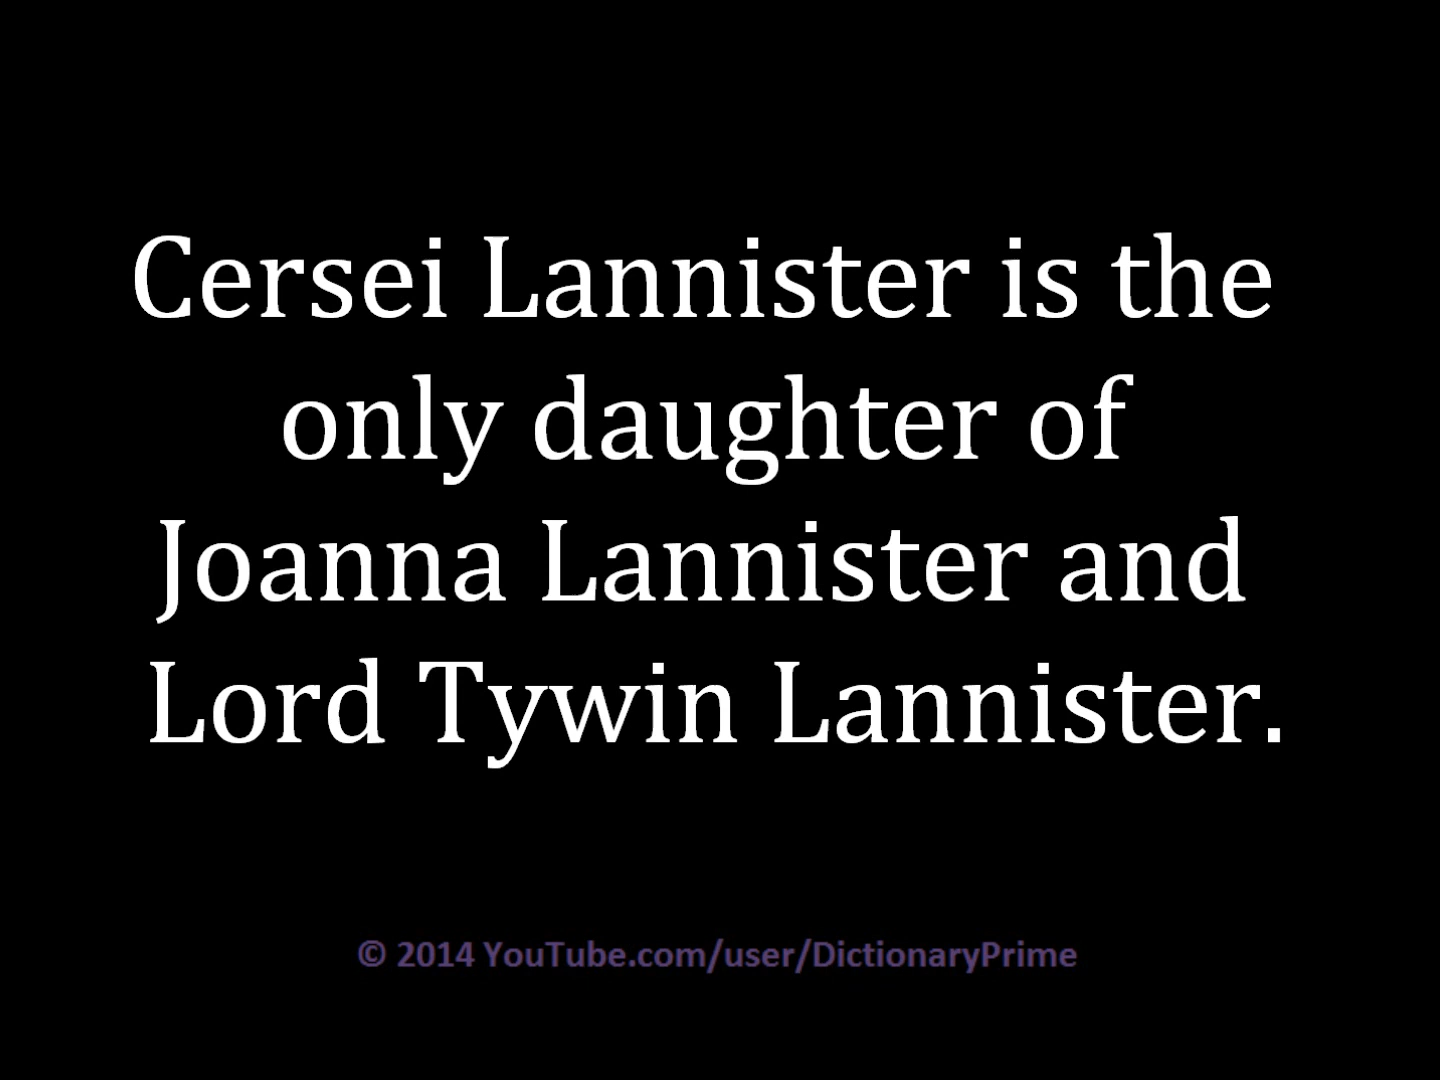 Cersei Lannister is the
only daughter of
Joanna Lannister and
Lord Tywin Lannister.
© 2014 YouTube.com/user/DictionaryPrime